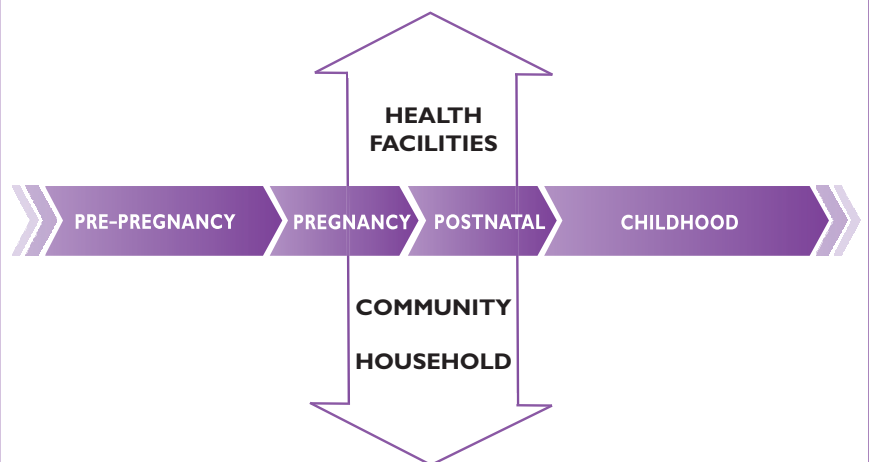 HEALTH
FACILITIES
PRE-PREGNANCY
PREGNANCY
POSTNATAL
CHILDHOOD
COMMUNITY
HOUSEHOLD